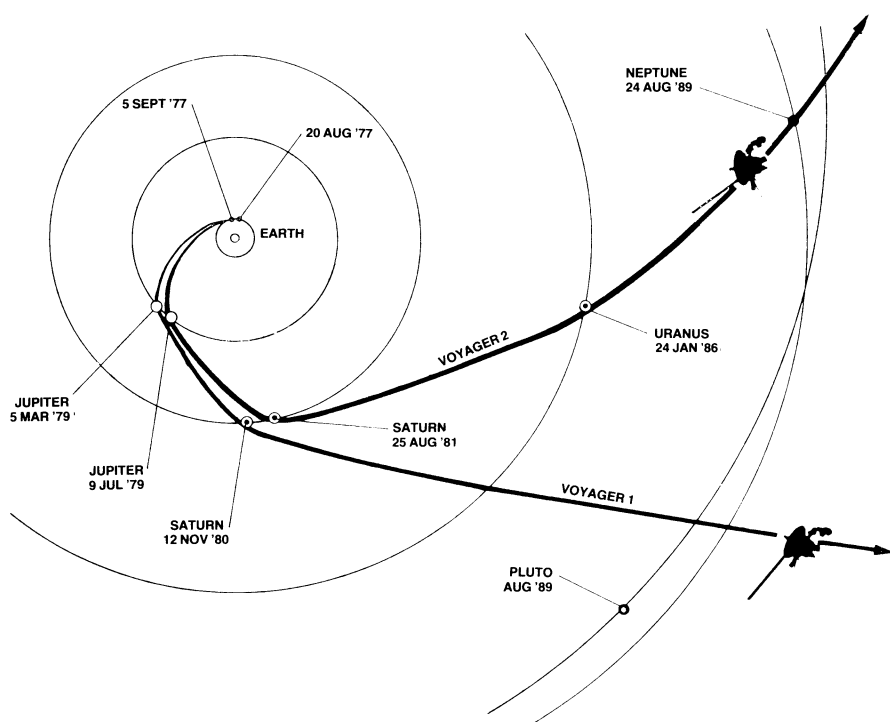 NEPTUNE
24 AUG '89
5 SEPT '77
20 AUG '77
EARTH
URANUS
24 JAN '86
VOYAGER 2
JUPITER
5 MAR '79
SATURN
25 AUG '81
JUPITER
9 JUL '79
VOYAGER 1
SATURN
12 NOV '80
PLUTO
AUG '89